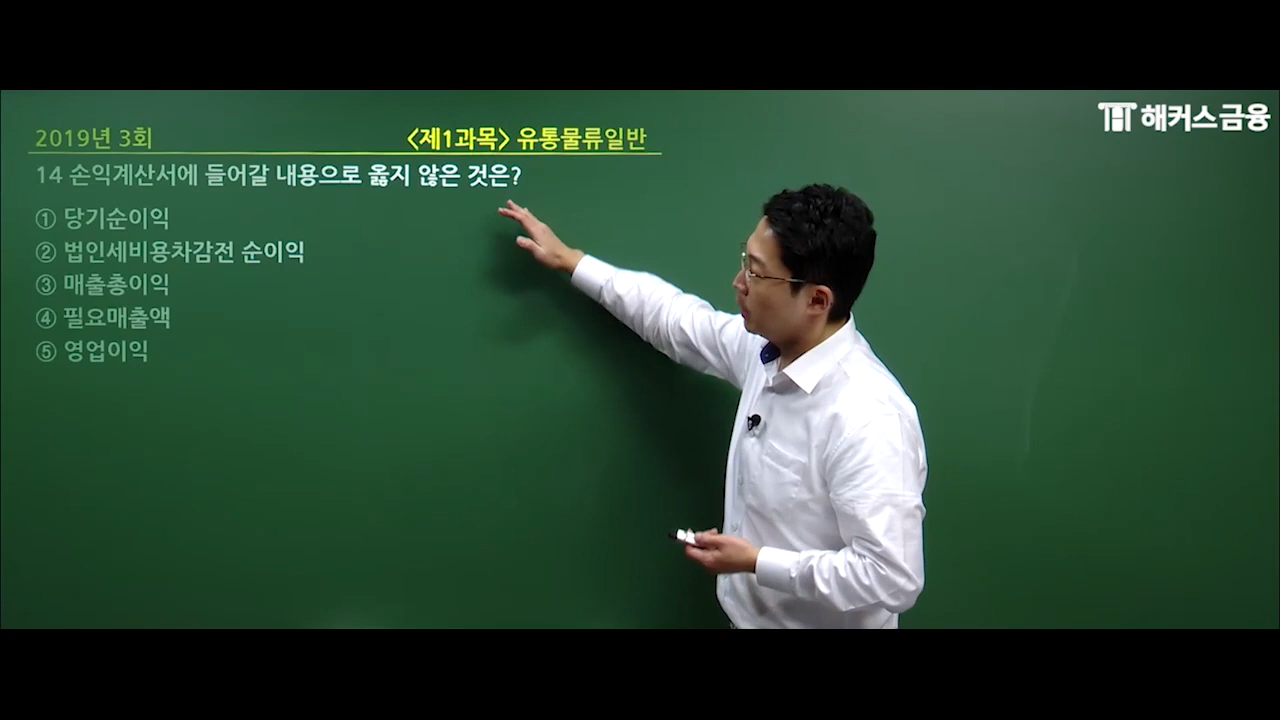 해커스금융
2019년 3회 <제1과목> 유통물류일반
14 손익계산서에 들어갈 내용으로 옳지 않은 것은?
① 당기순이익
② 법인세비용차감전 순이익
③ 매출총이익
④ 필요매출액
⑤ 영업이익